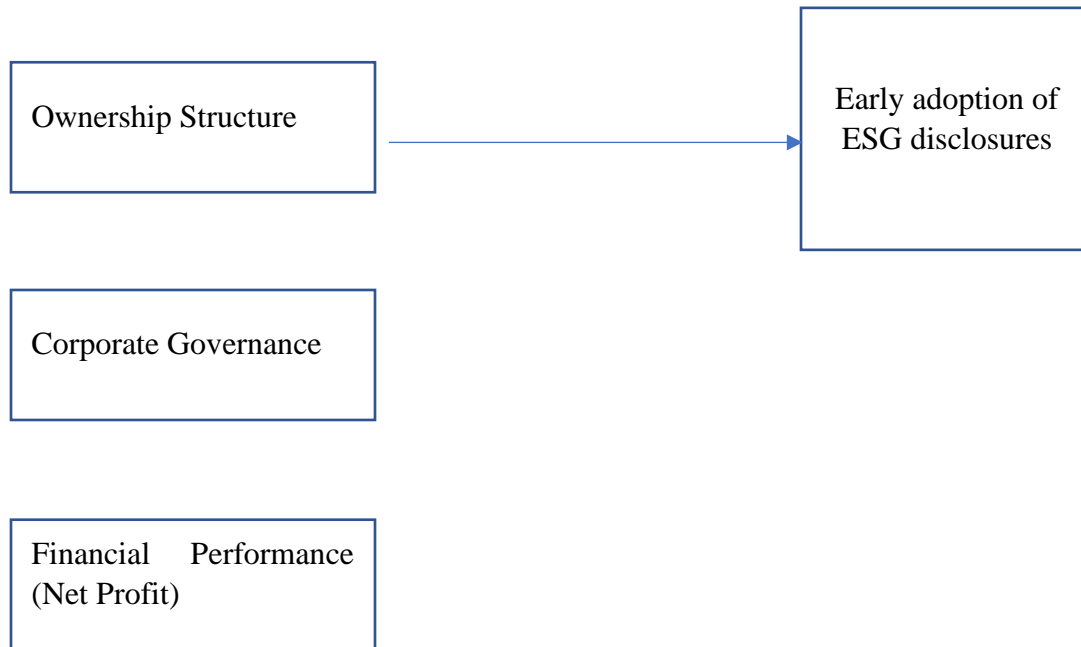 Ownership Structure
Early adoption of
ESG disclosures
Corporate Governance
Financial Performance
(Net Profit)